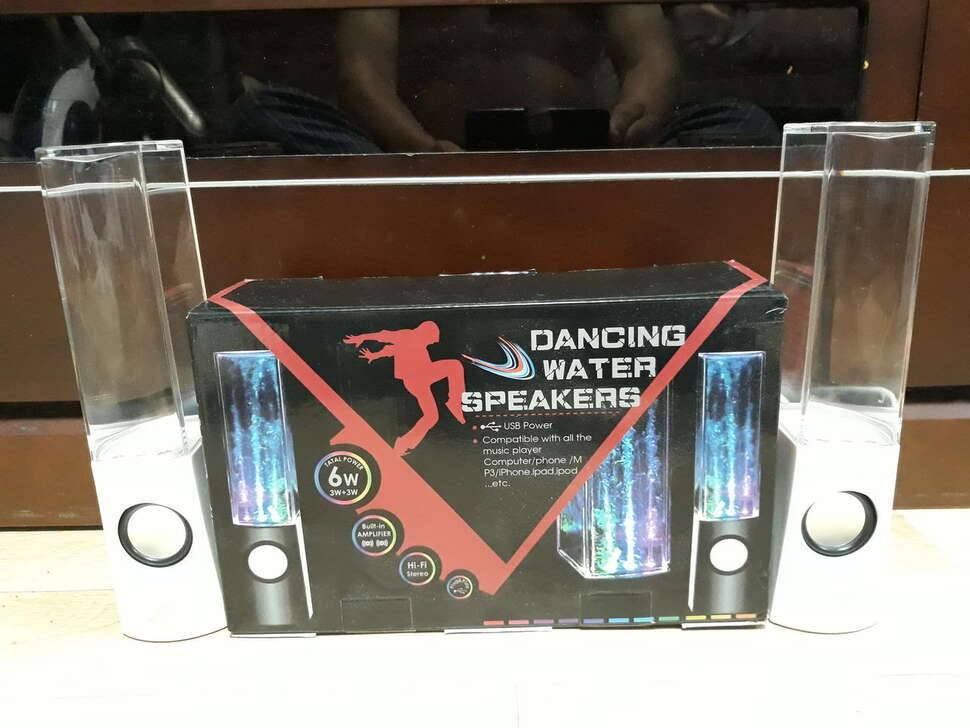 DANCING
WATER
SPEAKERS
USB Power
Compatible with all the
music player
Computer/phone /M
P3/iPhone.ipad.ipod
...etc.
TATAL POWER
6W
3W+3W
Built-in
AMPLIFIER
Hi-Fi
Stereo